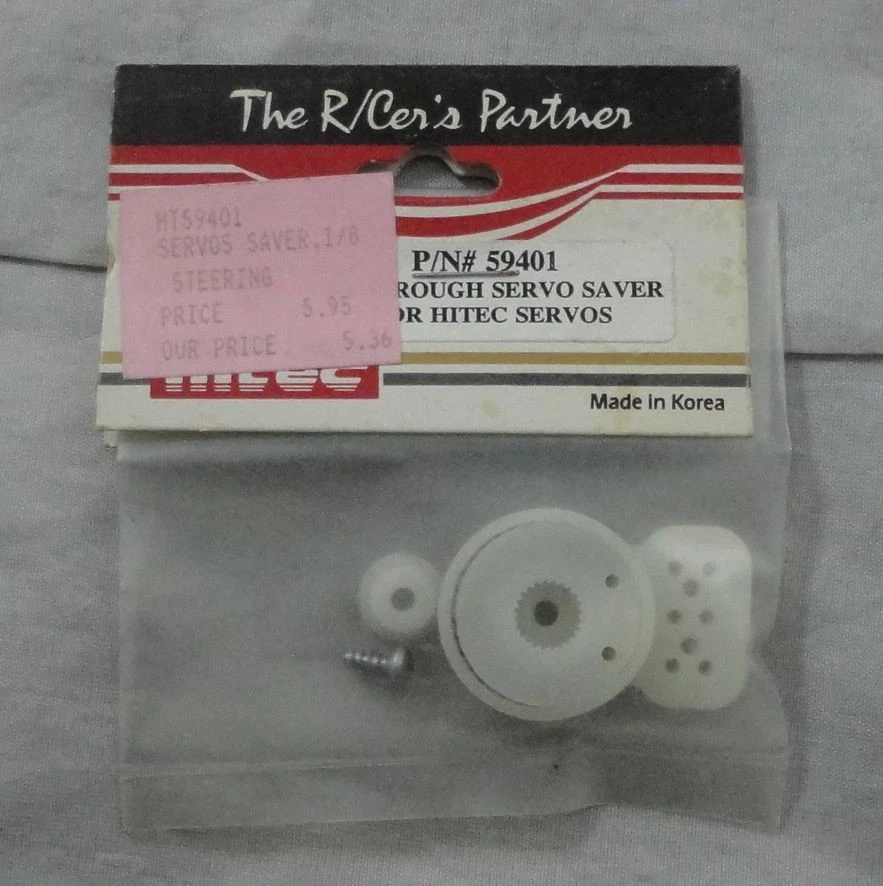 The R/Cer's Partner
HT59401
SERVOS SAVER,1/8
STEERING
PRICE 5.95
OUR PRICE 5.36
P/N# 59401
ROUGH SERVO SAVER
OR HITEC SERVOS
hitec
Made in Korea